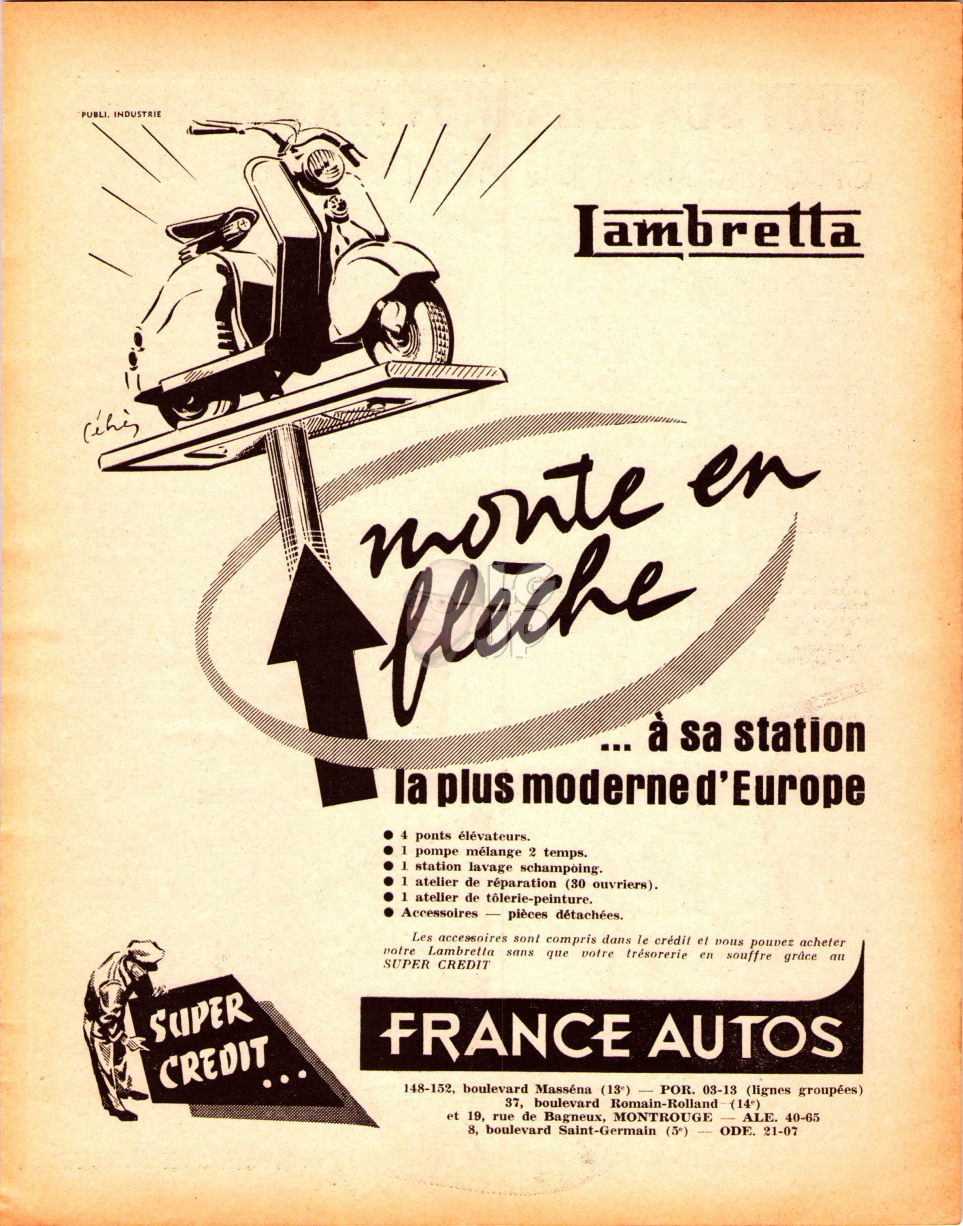 PUBLI. INDUSTRIE
Lambretta
céhès
monte en
flèche
... à sa station
la plus moderne d'Europe
● 4 ponts élévateurs.
● 1 pompe mélange 2 temps.
● 1 station lavage schampoing.
● 1 atelier de réparation (30 ouvriers).
● 1 atelier de tôlerie-peinture.
● Accessoires — pièces détachées.
Les accessoires sont compris dans le crédit et vous pouvez acheter
votre Lambretta sans que votre trésorerie en souffre grâce au
SUPER CREDIT
SUPER
CREDIT...
FRANCE AUTOS
148-152, boulevard Masséna (13e) — POR. 03-13 (lignes groupées)
37, boulevard Romain-Rolland (14e)
et 19, rue de Bagneux, MONTROUGE — ALE. 40-65
8, boulevard Saint-Germain (5e) — ODE. 21-07